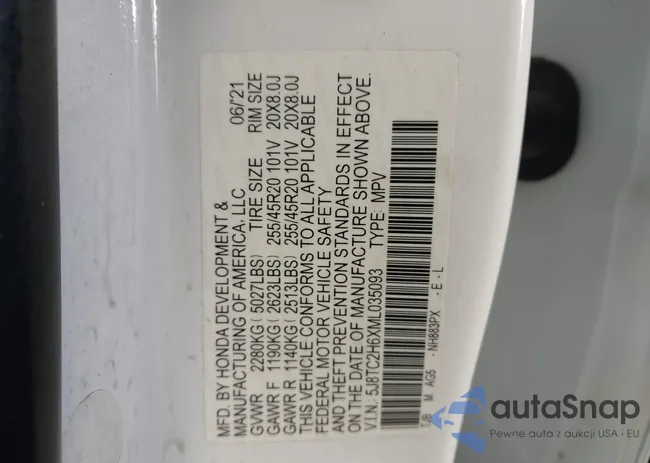 MFD. BY HONDA DEVELOPMENT &
MANUFACTURING OF AMERICA, LLC 06/'21
GVWR 2280KG(5027LBS) TIRE SIZE RIM SIZE
GAWR F 1190KG(2623LBS) 255/45R20 101V 20X8.0J
GAWR R 1140KG(2513LBS) 255/45R20 101V 20X8.0J
THIS VEHICLE CONFORMS TO ALL APPLICABLE
FEDERAL MOTOR VEHICLE SAFETY
AND THEFT PREVENTION STANDARDS IN EFFECT
ON THE DATE OF MANUFACTURE SHOWN ABOVE.
V.I.N.: 5J8TC2H6XML035093 TYPE: MPV
TJB M AG5 - NH883PX - E - L
autaSnap
Pewne auta z aukcji USA i EU